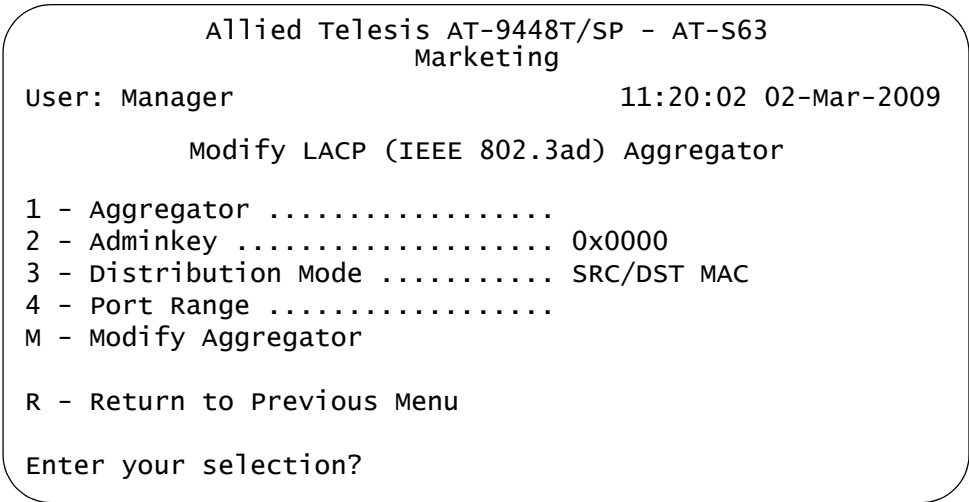 Allied Telesis AT-9448T/SP - AT-S63
Marketing
User: Manager 11:20:02 02-Mar-2009
Modify LACP (IEEE 802.3ad) Aggregator
1 - Aggregator ..................
2 - Adminkey .................... 0x0000
3 - Distribution Mode ........... SRC/DST MAC
4 - Port Range ..................
M - Modify Aggregator
R - Return to Previous Menu
Enter your selection?